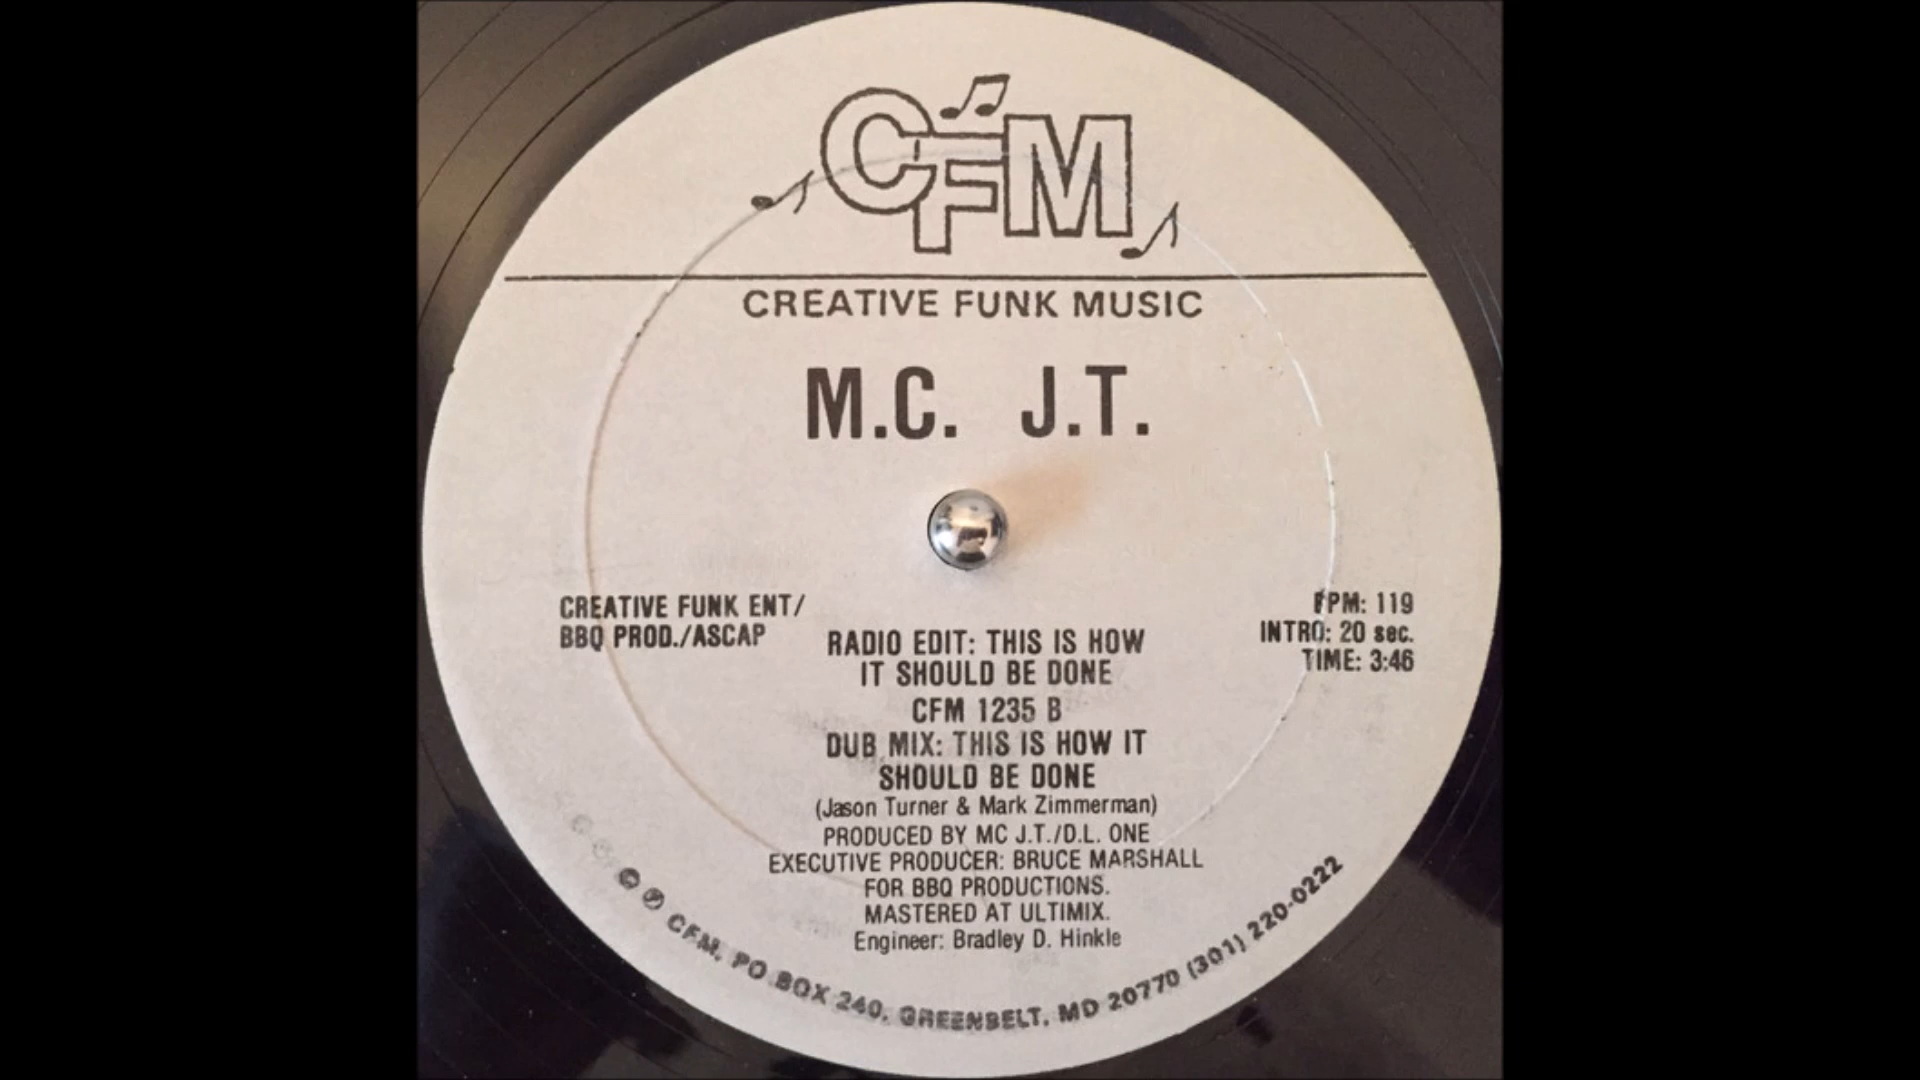 CFM
CREATIVE FUNK MUSIC
M.C. J.T.
CREATIVE FUNK ENT/
BBQ PROD./ASCAP
BPM: 119
INTRO: 20 sec.
TIME: 3:46
RADIO EDIT: THIS IS HOW
IT SHOULD BE DONE
CFM 1235 B
DUB MIX: THIS IS HOW IT
SHOULD BE DONE
(Jason Turner & Mark Zimmerman)
PRODUCED BY MC J.T./D.L. ONE
EXECUTIVE PRODUCER: BRUCE MARSHALL
FOR BBQ PRODUCTIONS.
MASTERED AT ULTIMIX.
Engineer: Bradley D. Hinkle
© ℗ CFM, PO BOX 240, GREENBELT, MD 20770 (301) 220-0222